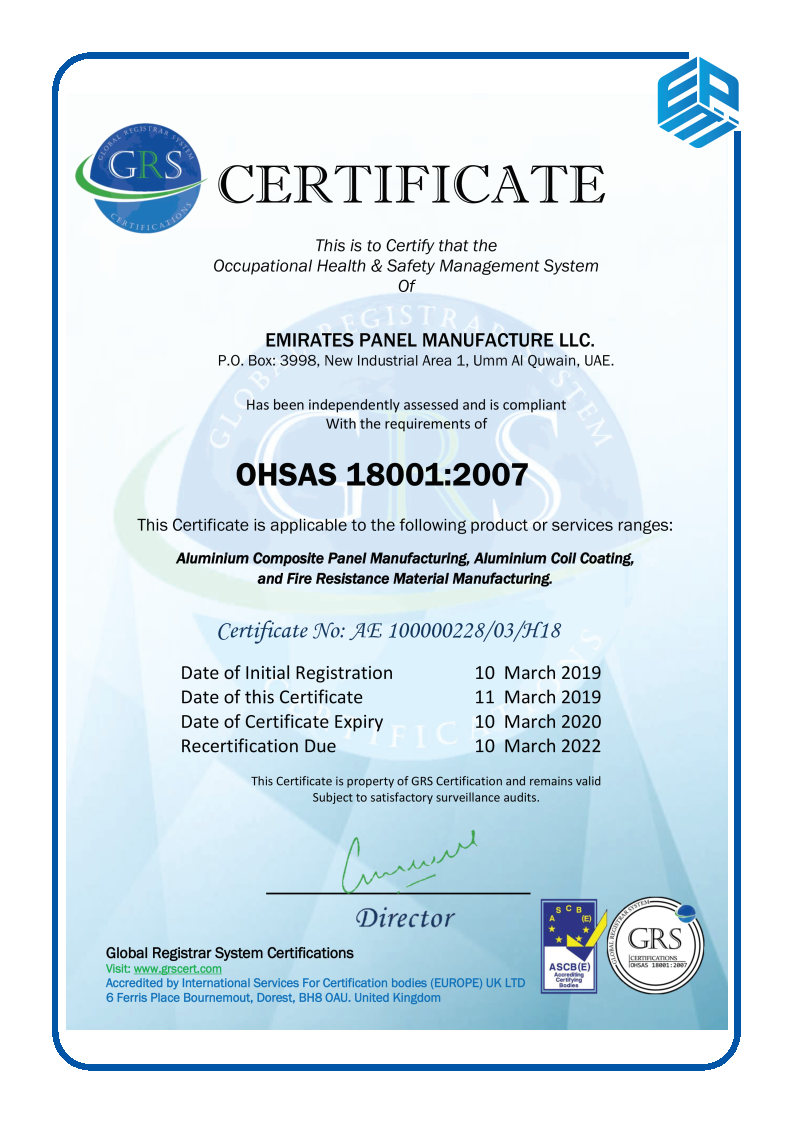 EPM
GLOBAL REGISTRAR SYSTEM
GRS
CERTIFICATIONS
CERTIFICATE
This is to Certify that the
Occupational Health & Safety Management System
Of
EMIRATES PANEL MANUFACTURE LLC.
P.O. Box: 3998, New Industrial Area 1, Umm Al Quwain, UAE.
Has been independently assessed and is compliant
With the requirements of
OHSAS 18001:2007
This Certificate is applicable to the following product or services ranges:
Aluminium Composite Panel Manufacturing, Aluminium Coil Coating,
and Fire Resistance Material Manufacturing.
Certificate No: AE 100000228/03/H18
Date of Initial Registration 10 March 2019
Date of this Certificate 11 March 2019
Date of Certificate Expiry 10 March 2020
Recertification Due 10 March 2022
This Certificate is property of GRS Certification and remains valid
Subject to satisfactory surveillance audits.
Director
Global Registrar System Certifications
Visit: www.grscert.com
Accredited by International Services For Certification bodies (EUROPE) UK LTD
6 Ferris Place Bournemout, Dorest, BH8 OAU. United Kingdom
A S C B (E)
ASCB(E)
Accrediting
Certifying
Bodies
GLOBAL REGISTRAR SYSTEM
GRS
CERTIFICATIONS
OHSAS 18001:2007
GLOBAL REGISTRAR SYSTEM
GRS
CERTIFICATIONS